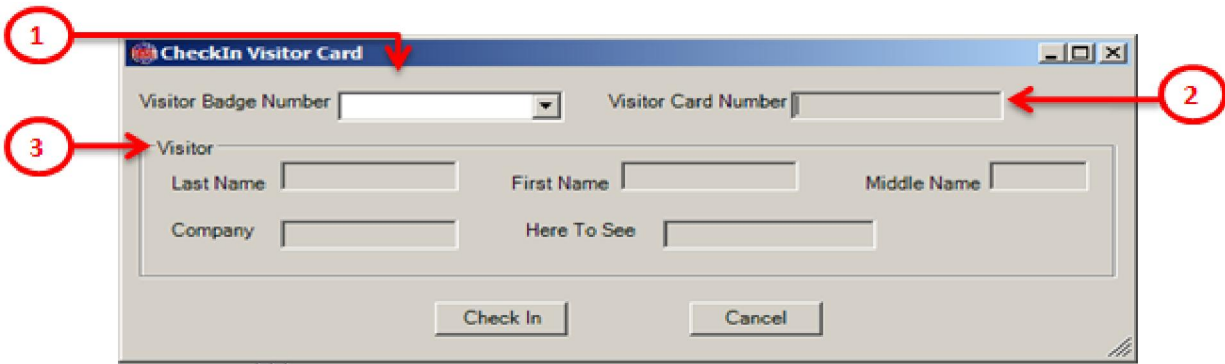 1
CheckIn Visitor Card
Visitor Badge Number Visitor Card Number
2
3
Visitor
Last Name First Name Middle Name
Company Here To See
Check In Cancel